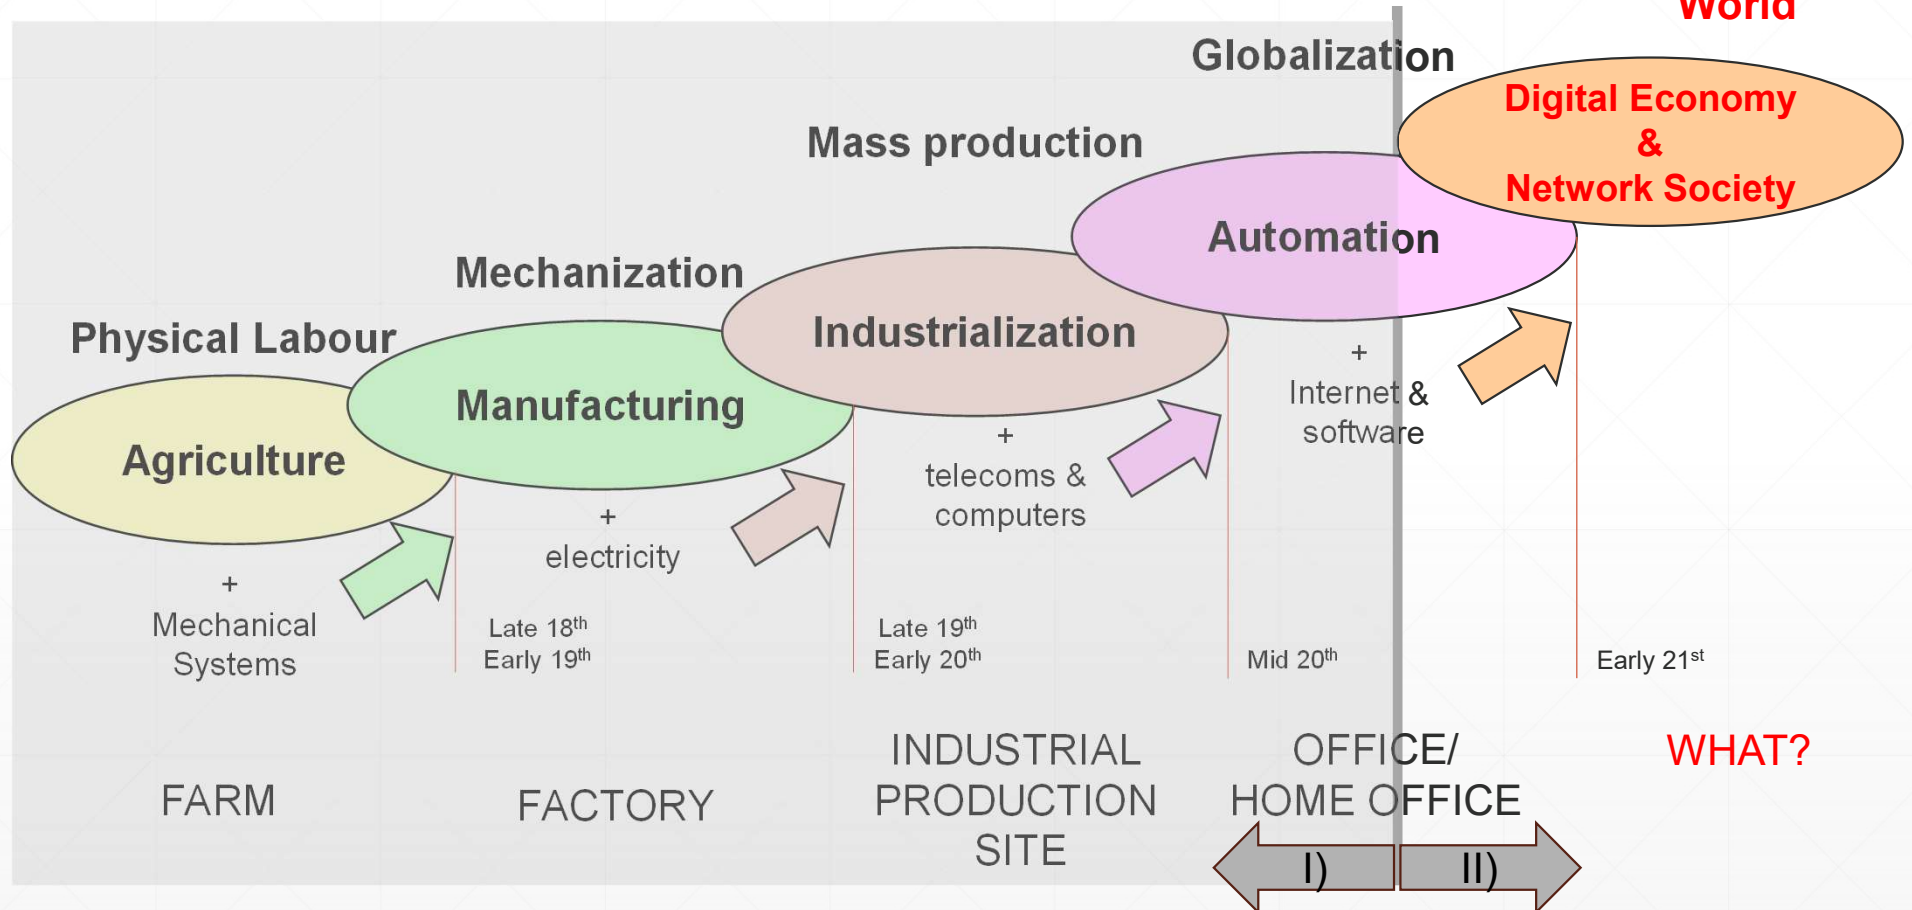 World
Globalization
Digital Economy
&
Network Society
Mass production
Automation
Mechanization
Industrialization
Physical Labour
Manufacturing
Agriculture
+
Internet &
software
+
telecoms &
computers
+
electricity
+
Mechanical
Systems
Late 18th
Early 19th
Late 19th
Early 20th
Mid 20th
Early 21st
FARM
FACTORY
INDUSTRIAL
PRODUCTION
SITE
OFFICE/
HOME OFFICE
WHAT?
I)
II)